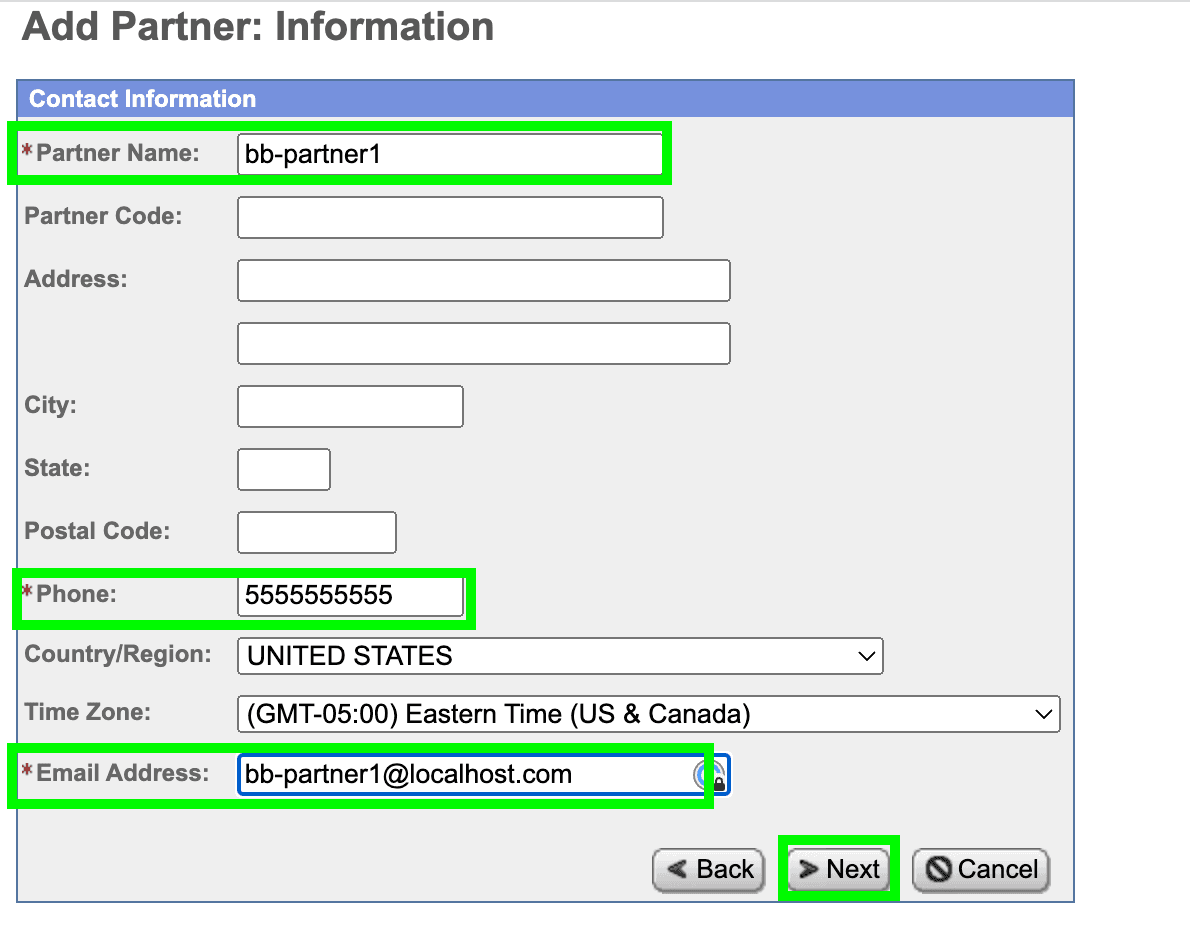 Add Partner: Information
Contact Information
*Partner Name: bb-partner1
Partner Code:
Address:
City:
State:
Postal Code:
*Phone: 5555555555
Country/Region: UNITED STATES
Time Zone: (GMT-05:00) Eastern Time (US & Canada)
*Email Address: bb-partner1@localhost.com
Back Next Cancel